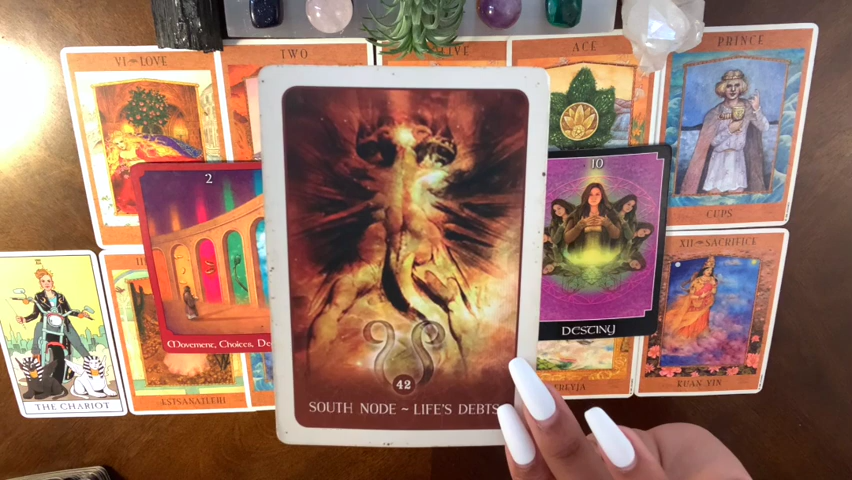 VI LOVE
TWO
ACE
PRINCE
2
10
CUPS
XII SACRIFICE
DESTINY
Movement, Choices,
THE CHARIOT
ESTSANATLEHI
KUAN YIN
42
SOUTH NODE ~ LIFE'S DEBTS